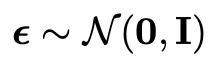 𝝐 ∼ 𝒩(𝟎, 𝐈)